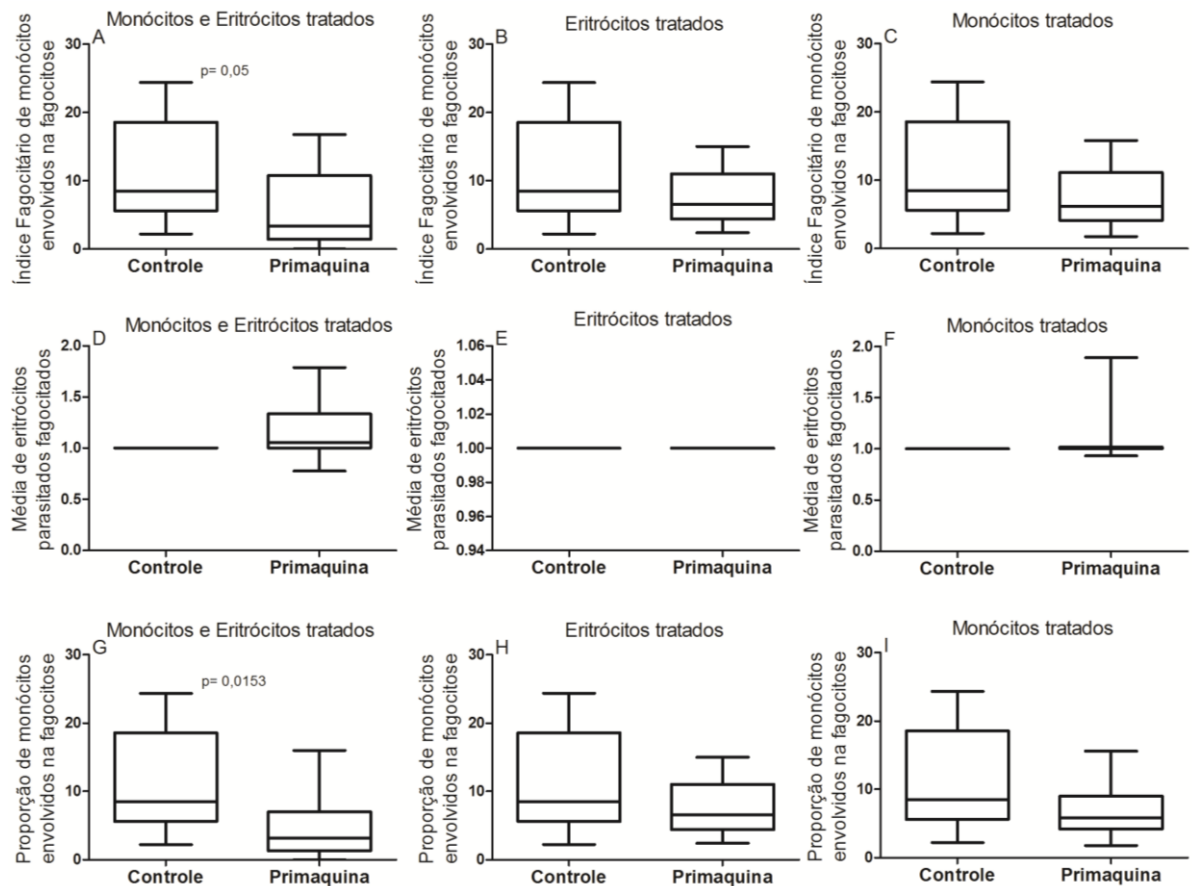 Monócitos e Eritrócitos tratados
A
Índice Fagocitário de monócitos
envolvidos na fagocitose
30
20
10
0
p= 0,05
Controle
Primaquina
Eritrócitos tratados
B
Índice Fagocitário de monócitos
envolvidos na fagocitose
30
20
10
0
Controle
Primaquina
Monócitos tratados
C
Índice Fagocitário de monócitos
envolvidos na fagocitose
30
20
10
0
Controle
Primaquina
Monócitos e Eritrócitos tratados
D
Média de eritrócitos
parasitados fagocitados
2.0
1.5
1.0
0.5
0.0
Controle
Primaquina
Eritrócitos tratados
E
Média de eritrócitos
parasitados fagocitados
1.06
1.04
1.02
1.00
0.98
0.96
0.94
Controle
Primaquina
Monócitos tratados
F
Média de eritrócitos
parasitados fagocitados
2.0
1.5
1.0
0.5
0.0
Controle
Primaquina
Monócitos e Eritrócitos tratados
G
Proporção de monócitos
envolvidos na fagocitose
30
20
10
0
p= 0,0153
Controle
Primaquina
Eritrócitos tratados
H
Proporção de monócitos
envolvidos na fagocitose
30
20
10
0
Controle
Primaquina
Monócitos tratados
I
Proporção de monócitos
envolvidos na fagocitose
30
20
10
0
Controle
Primaquina